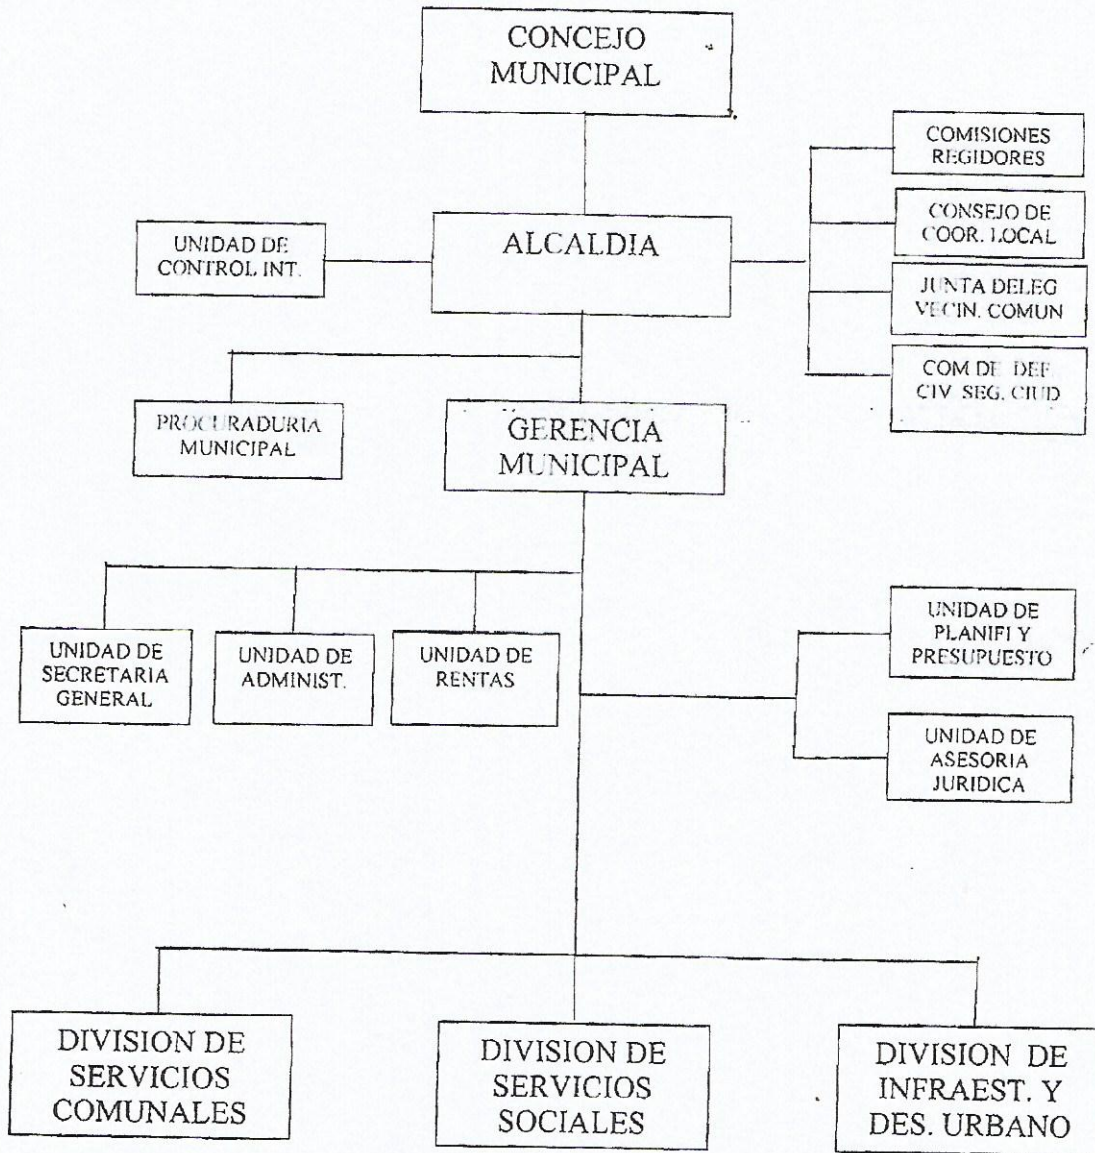 CONCEJO
MUNICIPAL
COMISIONES
REGIDORES
CONSEJO DE
COOR. LOCAL
UNIDAD DE
CONTROL INT.
ALCALDIA
JUNTA DELEG
VECIN. COMUN
COM DE DEF.
CIV SEG. CIUD
PROCURADURIA
MUNICIPAL
GERENCIA
MUNICIPAL
UNIDAD DE
SECRETARIA
GENERAL
UNIDAD DE
ADMINIST.
UNIDAD DE
RENTAS
UNIDAD DE
PLANIFI Y
PRESUPUESTO
UNIDAD DE
ASESORIA
JURIDICA
DIVISION DE
SERVICIOS
COMUNALES
DIVISION DE
SERVICIOS
SOCIALES
DIVISION DE
INFRAEST. Y
DES. URBANO